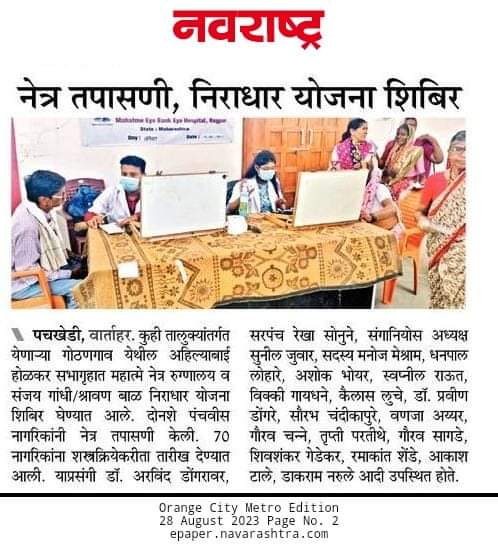 नवराष्ट्र
नेत्र तपासणी, निराधार योजना शिबिर
Mahatme Eye Bank Eye Hospital, Nagpur
State : Maharashtra
Day :
Date :
पचखेडी, वार्ताहर. कुही तालुक्यांतर्गत
येणाऱ्या गोठणगाव येथील अहिल्याबाई
होळकर सभागृहात महात्मे नेत्र रुग्णालय व
संजय गांधी/श्रावण बाळ निराधार योजना
शिबिर घेण्यात आले. दोनशे पंचवीस
नागरिकांनी नेत्र तपासणी केली. 70
नागरिकांना शस्त्रक्रियेकरीता तारीख देण्यात
आली. याप्रसंगी डॉ. अरविंद डोंगरावर,
सरपंच रेखा सोनुने, संगानियोस अध्यक्ष
सुनील जुवार, सदस्य मनोज मेश्राम, धनपाल
लोहारे, अशोक भोयर, स्वप्नील राऊत,
विक्की गायधने, कैलास लुचे, डॉ. प्रवीण
डोंगरे, सौरभ चंदीकापुरे, वणजा अय्यर,
गौरव चन्ने, तृप्ती परतीथे, गौरव सागडे,
शिवशंकर गेडेकर, रमाकांत शेंडे, आकाश
टाले, डाकराम नरुले आदी उपस्थित होते.
Orange City Metro Edition
28 August 2023 Page No. 2
epaper.navarashtra.com